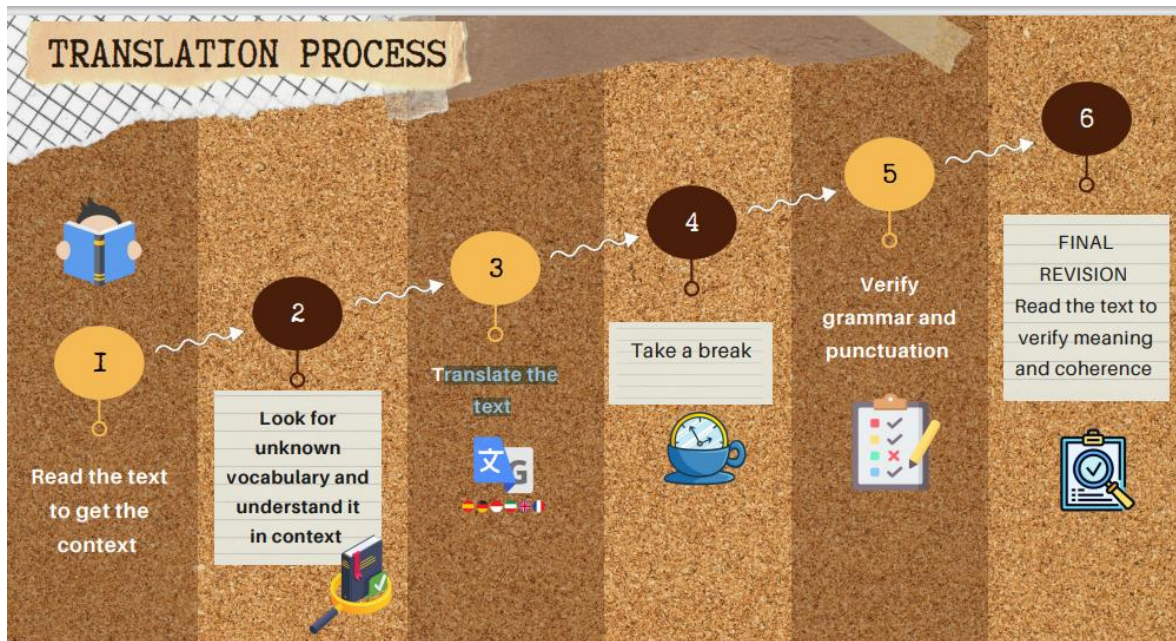 TRANSLATION PROCESS
1
Read the text
to get the
context
2
Look for
unknown
vocabulary and
understand it
in context
3
Translate the
text
文
G
4
Take a break
5
Verify
grammar and
punctuation
6
FINAL
REVISION
Read the text to
verify meaning
and coherence